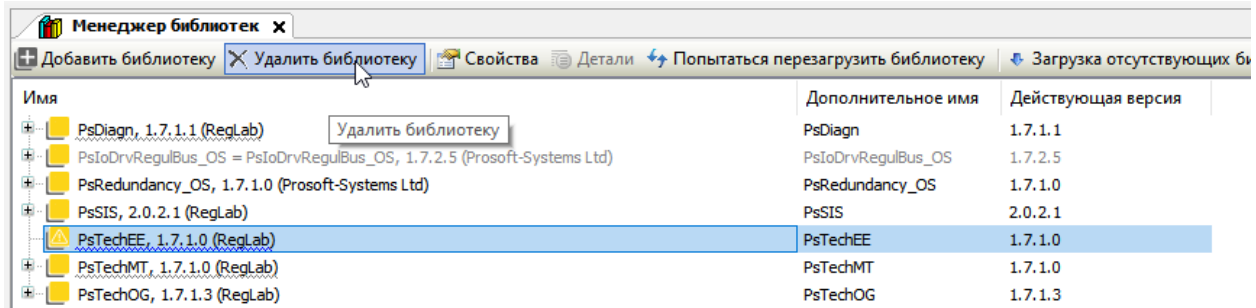 Менеджер библиотек
Добавить библиотеку Удалить библиотеку Свойства Детали Попытаться перезагрузить библиотеку Загрузка отсутствующих би
Имя Дополнительное имя Действующая версия
PsDiagn, 1.7.1.1 (RegLab) PsDiagn 1.7.1.1
Удалить библиотеку
PsIoDrvRegulBus_OS = PsIoDrvRegulBus_OS, 1.7.2.5 (Prosoft-Systems Ltd) PsIoDrvRegulBus_OS 1.7.2.5
PsRedundancy_OS, 1.7.1.0 (Prosoft-Systems Ltd) PsRedundancy_OS 1.7.1.0
PsSIS, 2.0.2.1 (RegLab) PsSIS 2.0.2.1
PsTechEE, 1.7.1.0 (RegLab) PsTechEE 1.7.1.0
PsTechMT, 1.7.1.0 (RegLab) PsTechMT 1.7.1.0
PsTechOG, 1.7.1.3 (RegLab) PsTechOG 1.7.1.3